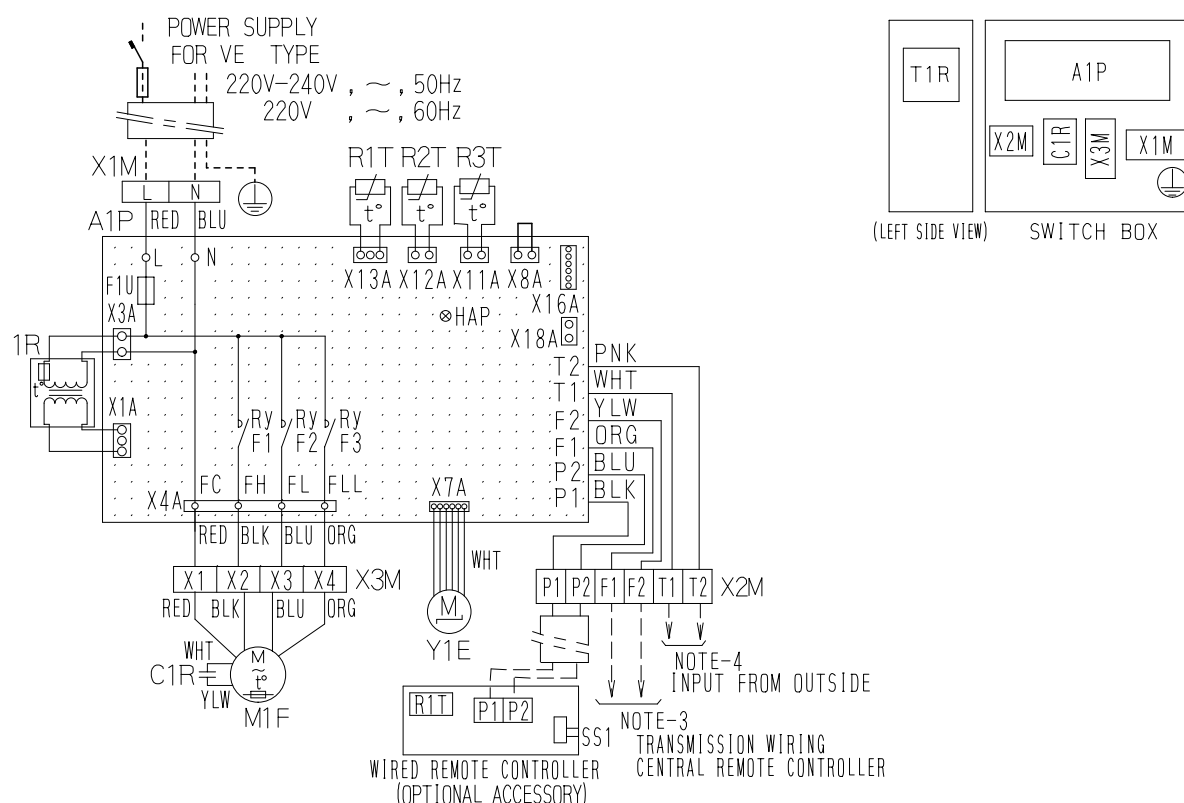 POWER SUPPLY
FOR VE TYPE
220V-240V , ~ , 50Hz
220V , ~ , 60Hz
X1M
L N
A1P RED BLU
R1T R2T R3T
t° t° t°
L N
F1U
X3A
X13A X12A X11A X8A
X16A
HAP
X18A
1R
t°
X1A
Ry Ry Ry
F1 F2 F3
T2 PNK
T1 WHT
F2 YLW
F1 ORG
P2 BLU
P1 BLK
X4A FC FH FL FLL
X7A
RED BLK BLU ORG
WHT
X1 X2 X3 X4 X3M
RED BLK BLU ORG
M
Y1E
P1 P2 F1 F2 T1 T2 X2M
WHT
C1R
YLW
M
~
t°
M1F
NOTE-4
INPUT FROM OUTSIDE
R1T P1 P2
SS1
NOTE-3
TRANSMISSION WIRING
CENTRAL REMOTE CONTROLLER
WIRED REMOTE CONTROLLER
(OPTIONAL ACCESSORY)
T1R
A1P
X2M C1R X3M X1M
(LEFT SIDE VIEW) SWITCH BOX